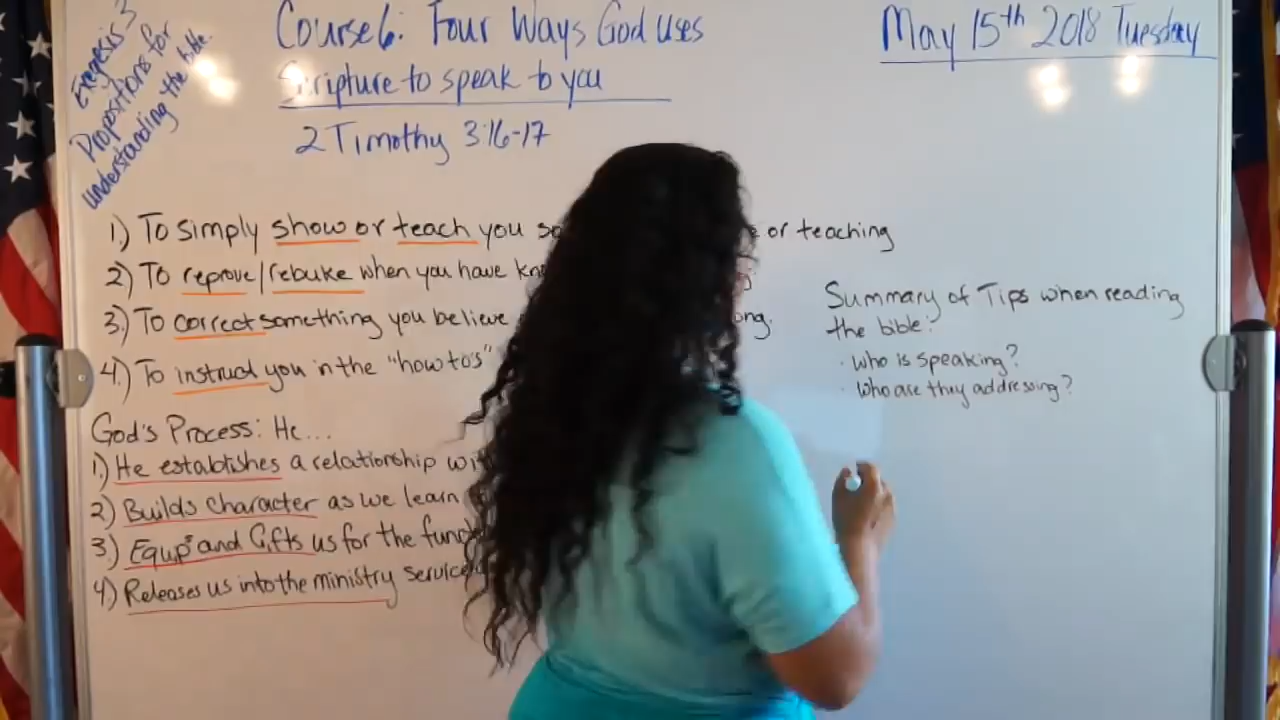 Exegesis 3
Propositions for
understanding the bible.
Course 6: Four Ways God uses
Scripture to speak to you
2 Timothy 3:16-17
May 15th 2018 Tuesday
1.) To simply show or teach you or teaching
2) To reprove/rebuke when you have
3.) To correct something you believe
4.) To instruct you in the "how to's"
God's Process: He...
1.) He establishes a relationship
2) Builds character as we learn
3.) Equips and Gifts us for the
4) Releases us into the ministry service
Summary of Tips when reading
the bible:
· Who is speaking?
· Who are they addressing?